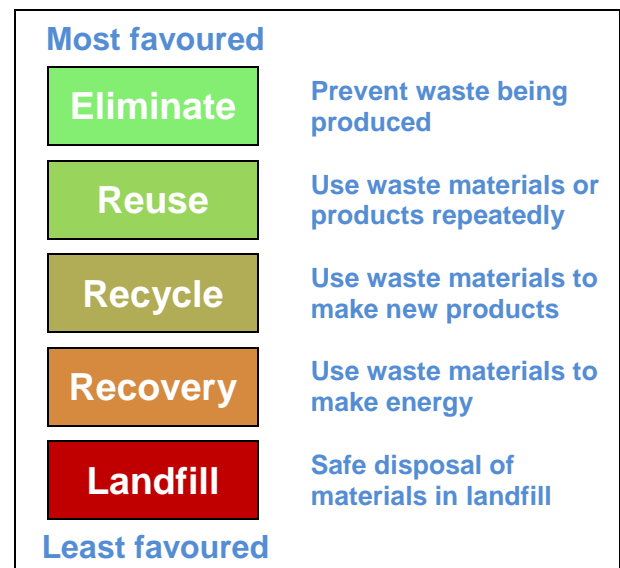 Most favoured
Eliminate
Prevent waste being
produced
Reuse
Use waste materials or
products repeatedly
Recycle
Use waste materials to
make new products
Recovery
Use waste materials to
make energy
Landfill
Safe disposal of
materials in landfill
Least favoured